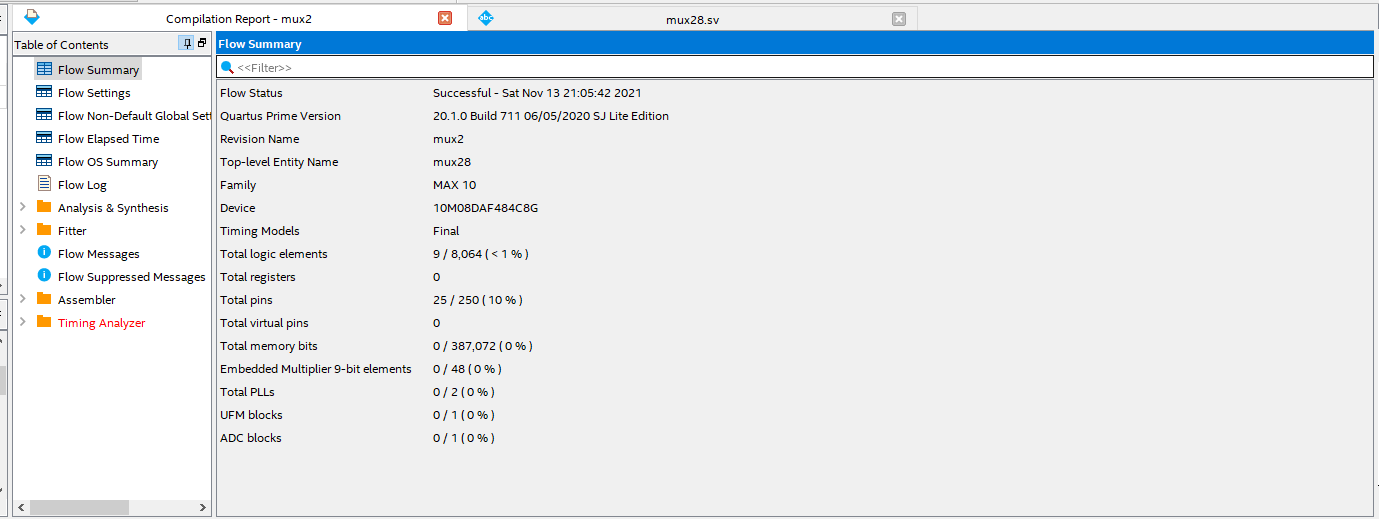 Compilation Report - mux2
mux28.sv
Table of Contents
Flow Summary
Flow Settings
Flow Non-Default Global Sett
Flow Elapsed Time
Flow OS Summary
Flow Log
Analysis & Synthesis
Fitter
Flow Messages
Flow Suppressed Messages
Assembler
Timing Analyzer
Flow Summary
<<Filter>>
Flow Status Successful - Sat Nov 13 21:05:42 2021
Quartus Prime Version 20.1.0 Build 711 06/05/2020 SJ Lite Edition
Revision Name mux2
Top-level Entity Name mux28
Family MAX 10
Device 10M08DAF484C8G
Timing Models Final
Total logic elements 9 / 8,064 ( < 1 % )
Total registers 0
Total pins 25 / 250 ( 10 % )
Total virtual pins 0
Total memory bits 0 / 387,072 ( 0 % )
Embedded Multiplier 9-bit elements 0 / 48 ( 0 % )
Total PLLs 0 / 2 ( 0 % )
UFM blocks 0 / 1 ( 0 % )
ADC blocks 0 / 1 ( 0 % )